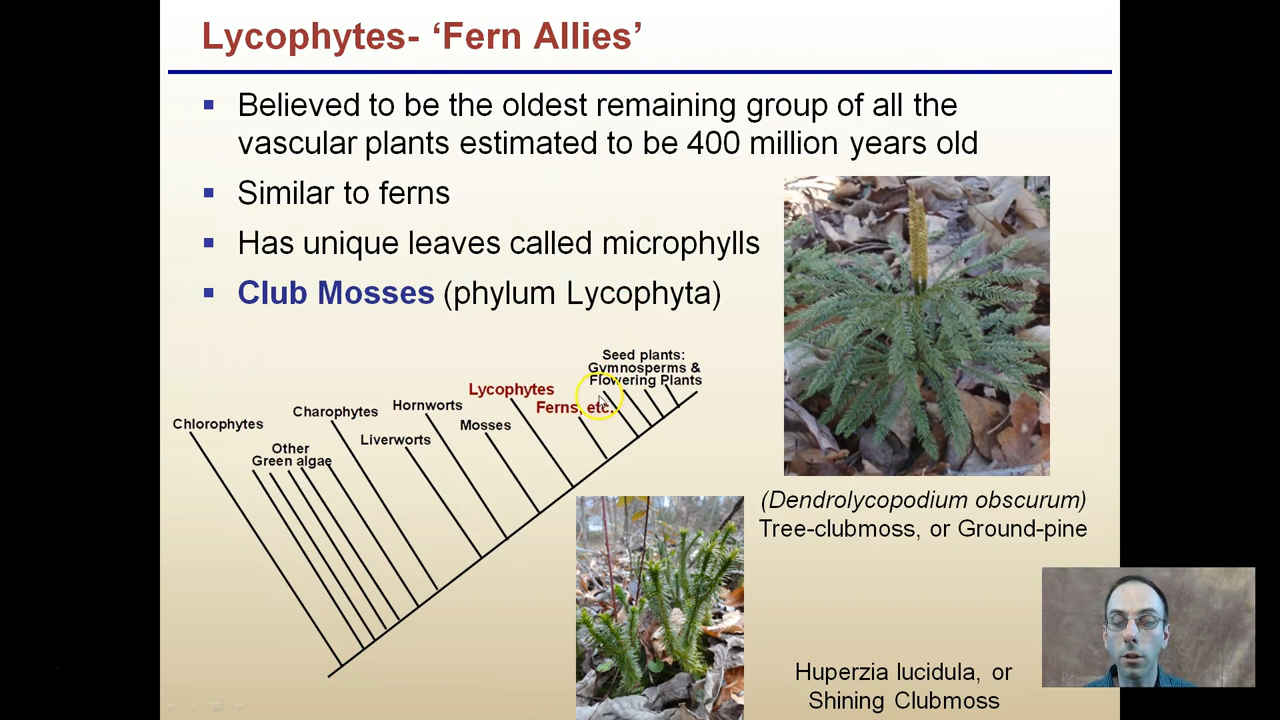 Lycophytes- ‘Fern Allies’
Believed to be the oldest remaining group of all the
vascular plants estimated to be 400 million years old
Similar to ferns
Has unique leaves called microphylls
Club Mosses (phylum Lycophyta)
Seed plants:
Gymnosperms &
Flowering Plants
Lycophytes
Ferns, etc.
Hornworts
Charophytes
Mosses
Chlorophytes
Liverworts
Other
Green algae
(Dendrolycopodium obscurum)
Tree-clubmoss, or Ground-pine
Huperzia lucidula, or
Shining Clubmoss